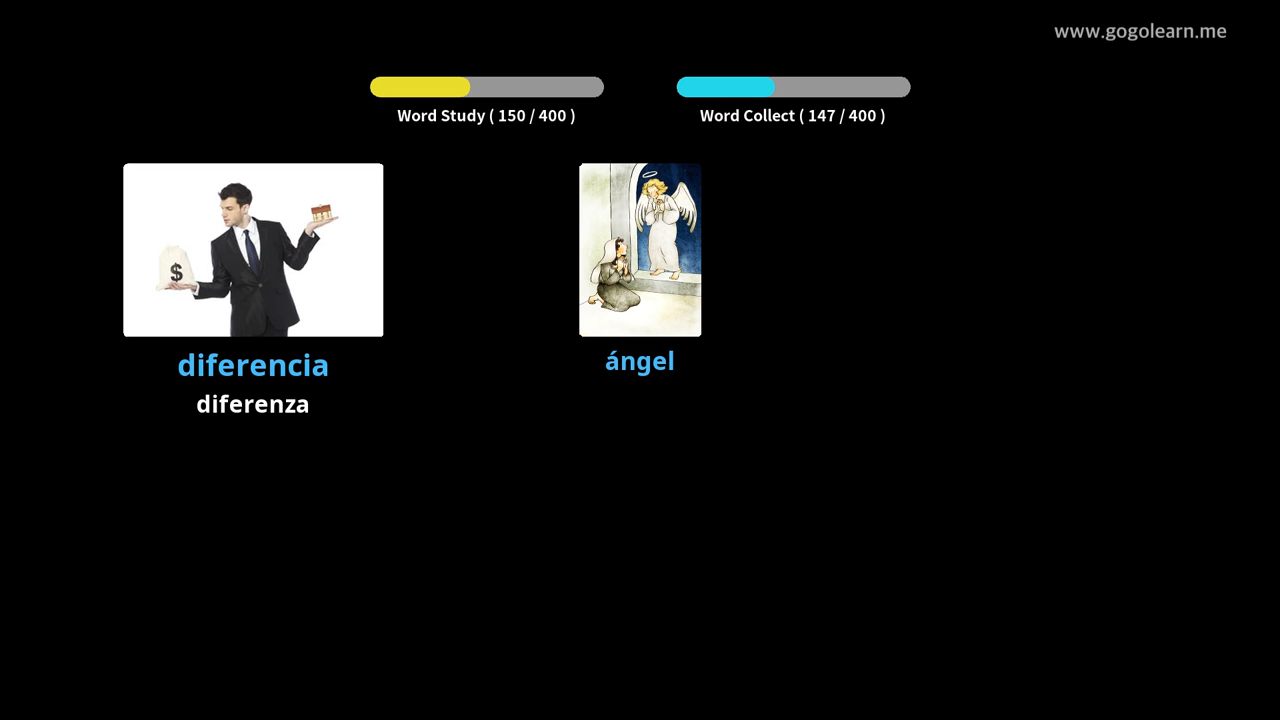 www.gogolearn.me
Word Study ( 150 / 400 )
Word Collect ( 147 / 400 )
$
diferencia
diferenza
ángel